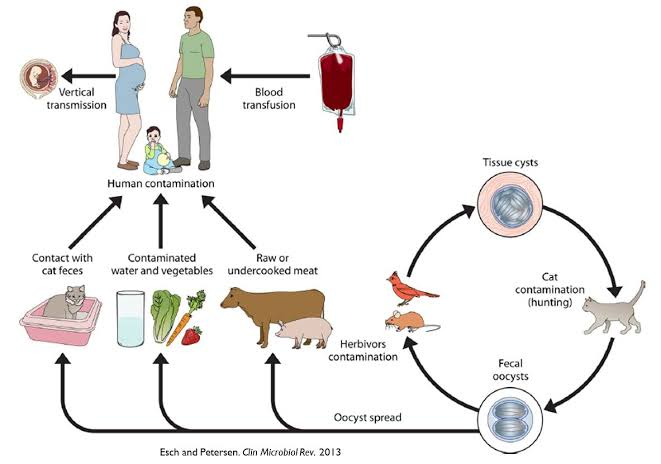 Vertical
transmission
Blood
transfusion
Human contamination
Tissue cysts
Contact with
cat feces
Contaminated
water and vegetables
Raw or
undercooked meat
Cat
contamination
(hunting)
Herbivors
contamination
Fecal
oocysts
Oocyst spread
Esch and Petersen. Clin Microbiol Rev. 2013